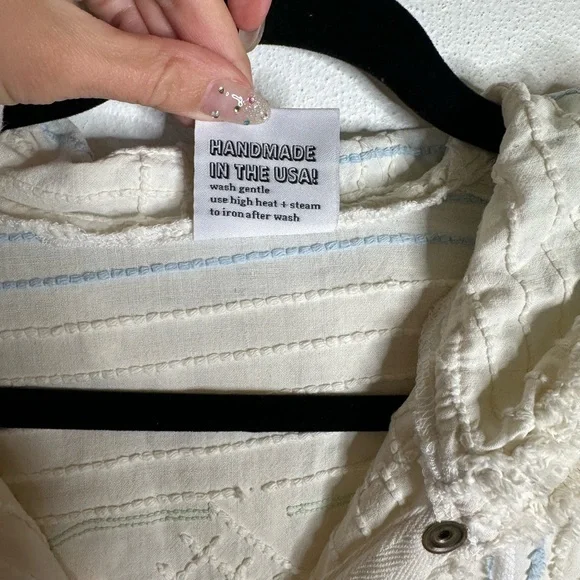 HANDMADE
IN THE USA!
wash gentle
use high heat + steam
to iron after wash